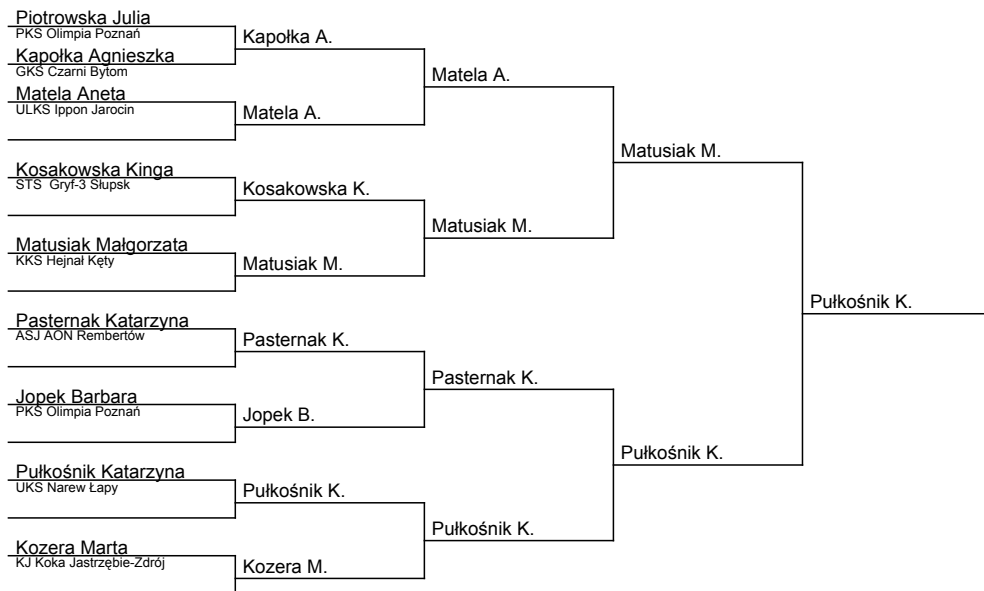 Piotrowska Julia
PKS Olimpia Poznań
Kapołka Agnieszka
GKS Czarni Bytom
Matela Aneta
ULKS Ippon Jarocin
Kosakowska Kinga
STS Gryf-3 Słupsk
Matusiak Małgorzata
KKS Hejnał Kęty
Pasternak Katarzyna
ASJ AON Rembertów
Jopek Barbara
PKS Olimpia Poznań
Pułkośnik Katarzyna
UKS Narew Łapy
Kozera Marta
KJ Koka Jastrzębie-Zdrój
Kapołka A.
Matela A.
Kosakowska K.
Matusiak M.
Pasternak K.
Jopek B.
Pułkośnik K.
Kozera M.
Matela A.
Matusiak M.
Pasternak K.
Pułkośnik K.
Matusiak M.
Pułkośnik K.
Pułkośnik K.